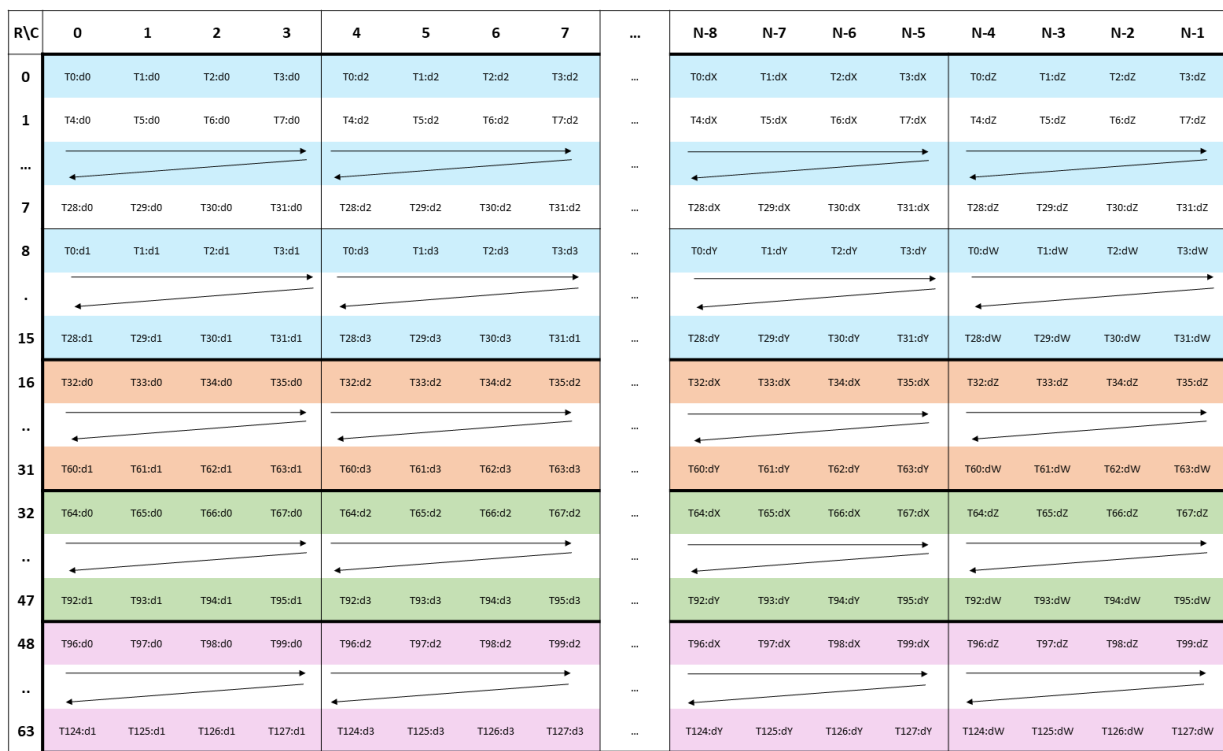 R\C 0 1 2 3 4 5 6 7 ... N-8 N-7 N-6 N-5 N-4 N-3 N-2 N-1
0 T0:d0 T1:d0 T2:d0 T3:d0 T0:d2 T1:d2 T2:d2 T3:d2 ... T0:dX T1:dX T2:dX T3:dX T0:dZ T1:dZ T2:dZ T3:dZ
1 T4:d0 T5:d0 T6:d0 T7:d0 T4:d2 T5:d2 T6:d2 T7:d2 ... T4:dX T5:dX T6:dX T7:dX T4:dZ T5:dZ T6:dZ T7:dZ
... ...
7 T28:d0 T29:d0 T30:d0 T31:d0 T28:d2 T29:d2 T30:d2 T31:d2 ... T28:dX T29:dX T30:dX T31:dX T28:dZ T29:dZ T30:dZ T31:dZ
8 T0:d1 T1:d1 T2:d1 T3:d1 T0:d3 T1:d3 T2:d3 T3:d3 ... T0:dY T1:dY T2:dY T3:dY T0:dW T1:dW T2:dW T3:dW
. ...
15 T28:d1 T29:d1 T30:d1 T31:d1 T28:d3 T29:d3 T30:d3 T31:d1 ... T28:dY T29:dY T30:dY T31:dY T28:dW T29:dW T30:dW T31:dW
16 T32:d0 T33:d0 T34:d0 T35:d0 T32:d2 T33:d2 T34:d2 T35:d2 ... T32:dX T33:dX T34:dX T35:dX T32:dZ T33:dZ T34:dZ T35:dZ
.. ...
31 T60:d1 T61:d1 T62:d1 T63:d1 T60:d3 T61:d3 T62:d3 T63:d3 ... T60:dY T61:dY T62:dY T63:dY T60:dW T61:dW T62:dW T63:dW
32 T64:d0 T65:d0 T66:d0 T67:d0 T64:d2 T65:d2 T66:d2 T67:d2 ... T64:dX T65:dX T66:dX T67:dX T64:dZ T65:dZ T66:dZ T67:dZ
.. ...
47 T92:d1 T93:d1 T94:d1 T95:d1 T92:d3 T93:d3 T94:d3 T95:d3 ... T92:dY T93:dY T94:dY T95:dY T92:dW T93:dW T94:dW T95:dW
48 T96:d0 T97:d0 T98:d0 T99:d0 T96:d2 T97:d2 T98:d2 T99:d2 ... T96:dX T97:dX T98:dX T99:dX T96:dZ T97:dZ T98:dZ T99:dZ
.. ...
63 T124:d1 T125:d1 T126:d1 T127:d1 T124:d3 T125:d3 T126:d3 T127:d3 ... T124:dY T125:dY T126:dY T127:dY T124:dW T125:dW T126:dW T127:dW